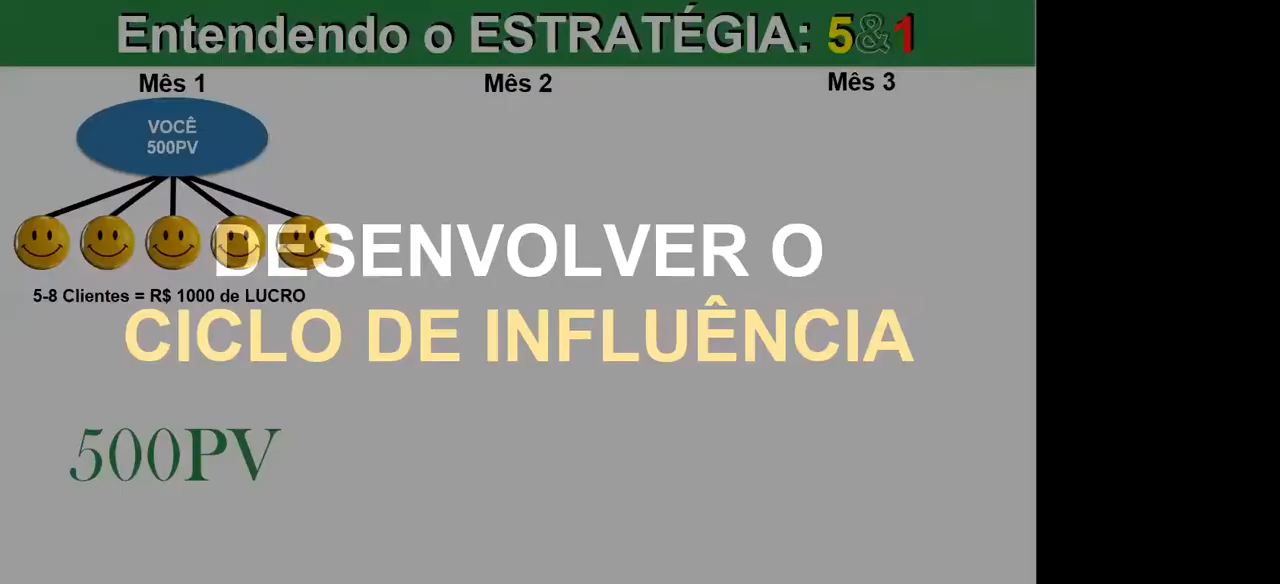 Entendendo o ESTRATÉGIA: 5&1
Mês 1 Mês 2 Mês 3
VOCÊ
500PV
DESENVOLVER O
5-8 Clientes = R$ 1000 de LUCRO
CICLO DE INFLUÊNCIA
500PV